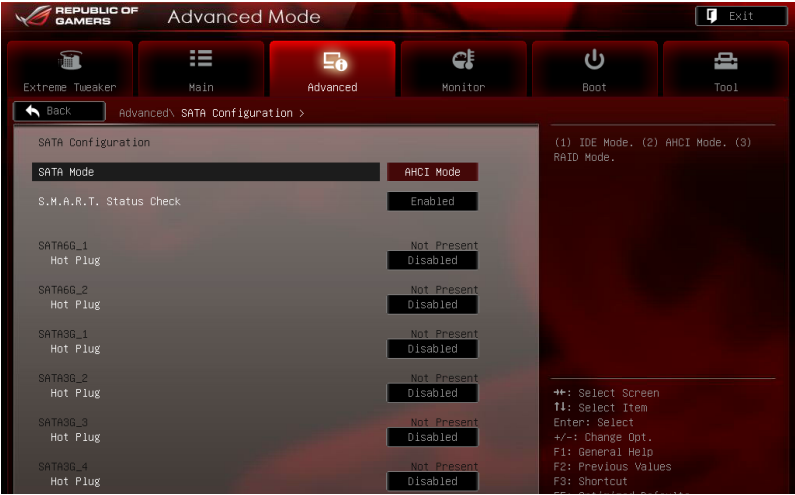 REPUBLIC OF
GAMERS
Advanced Mode
Exit
Extreme Tweaker
Main
Advanced
Monitor
Boot
Tool
Back
Advanced\ SATA Configuration >
SATA Configuration
SATA Mode
AHCI Mode
S.M.A.R.T. Status Check
Enabled
SATA6G_1
Not Present
Hot Plug
Disabled
SATA6G_2
Not Present
Hot Plug
Disabled
SATA3G_1
Not Present
Hot Plug
Disabled
SATA3G_2
Not Present
Hot Plug
Disabled
SATA3G_3
Not Present
Hot Plug
Disabled
SATA3G_4
Not Present
Hot Plug
Disabled
(1) IDE Mode. (2) AHCI Mode. (3)
RAID Mode.
→←: Select Screen
↑↓: Select Item
Enter: Select
+/-: Change Opt.
F1: General Help
F2: Previous Values
F3: Shortcut